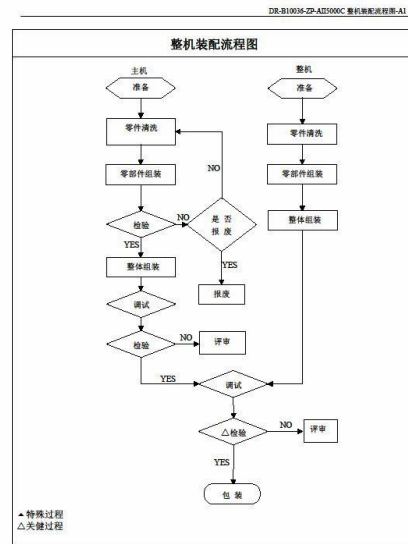 DR-B10036-ZP-AII5000C 整机装配流程图-A1
整机装配流程图
主机
整机
准备
准备
零件清洗
零件清洗
NO
零部件组装
零部件组装
检验
NO
是 否
报 废
整体组装
YES
整体组装
YES
报废
调试
检验
NO
评审
YES
调试
△检验
NO
评审
YES
包 装
▲特殊过程
△关健过程